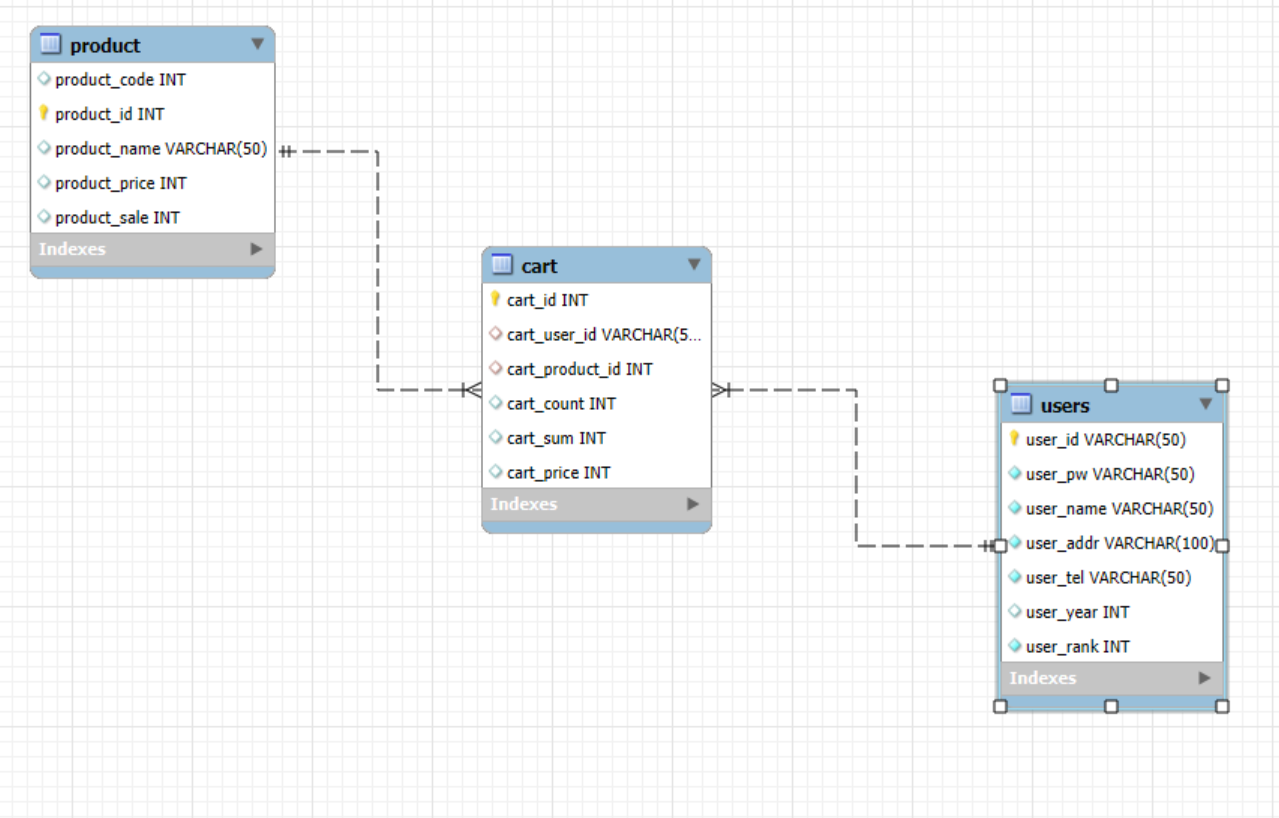 product
product_code INT
product_id INT
product_name VARCHAR(50)
product_price INT
product_sale INT
Indexes
cart
cart_id INT
cart_user_id VARCHAR(5...
cart_product_id INT
cart_count INT
cart_sum INT
cart_price INT
Indexes
users
user_id VARCHAR(50)
user_pw VARCHAR(50)
user_name VARCHAR(50)
user_addr VARCHAR(100)
user_tel VARCHAR(50)
user_year INT
user_rank INT
Indexes